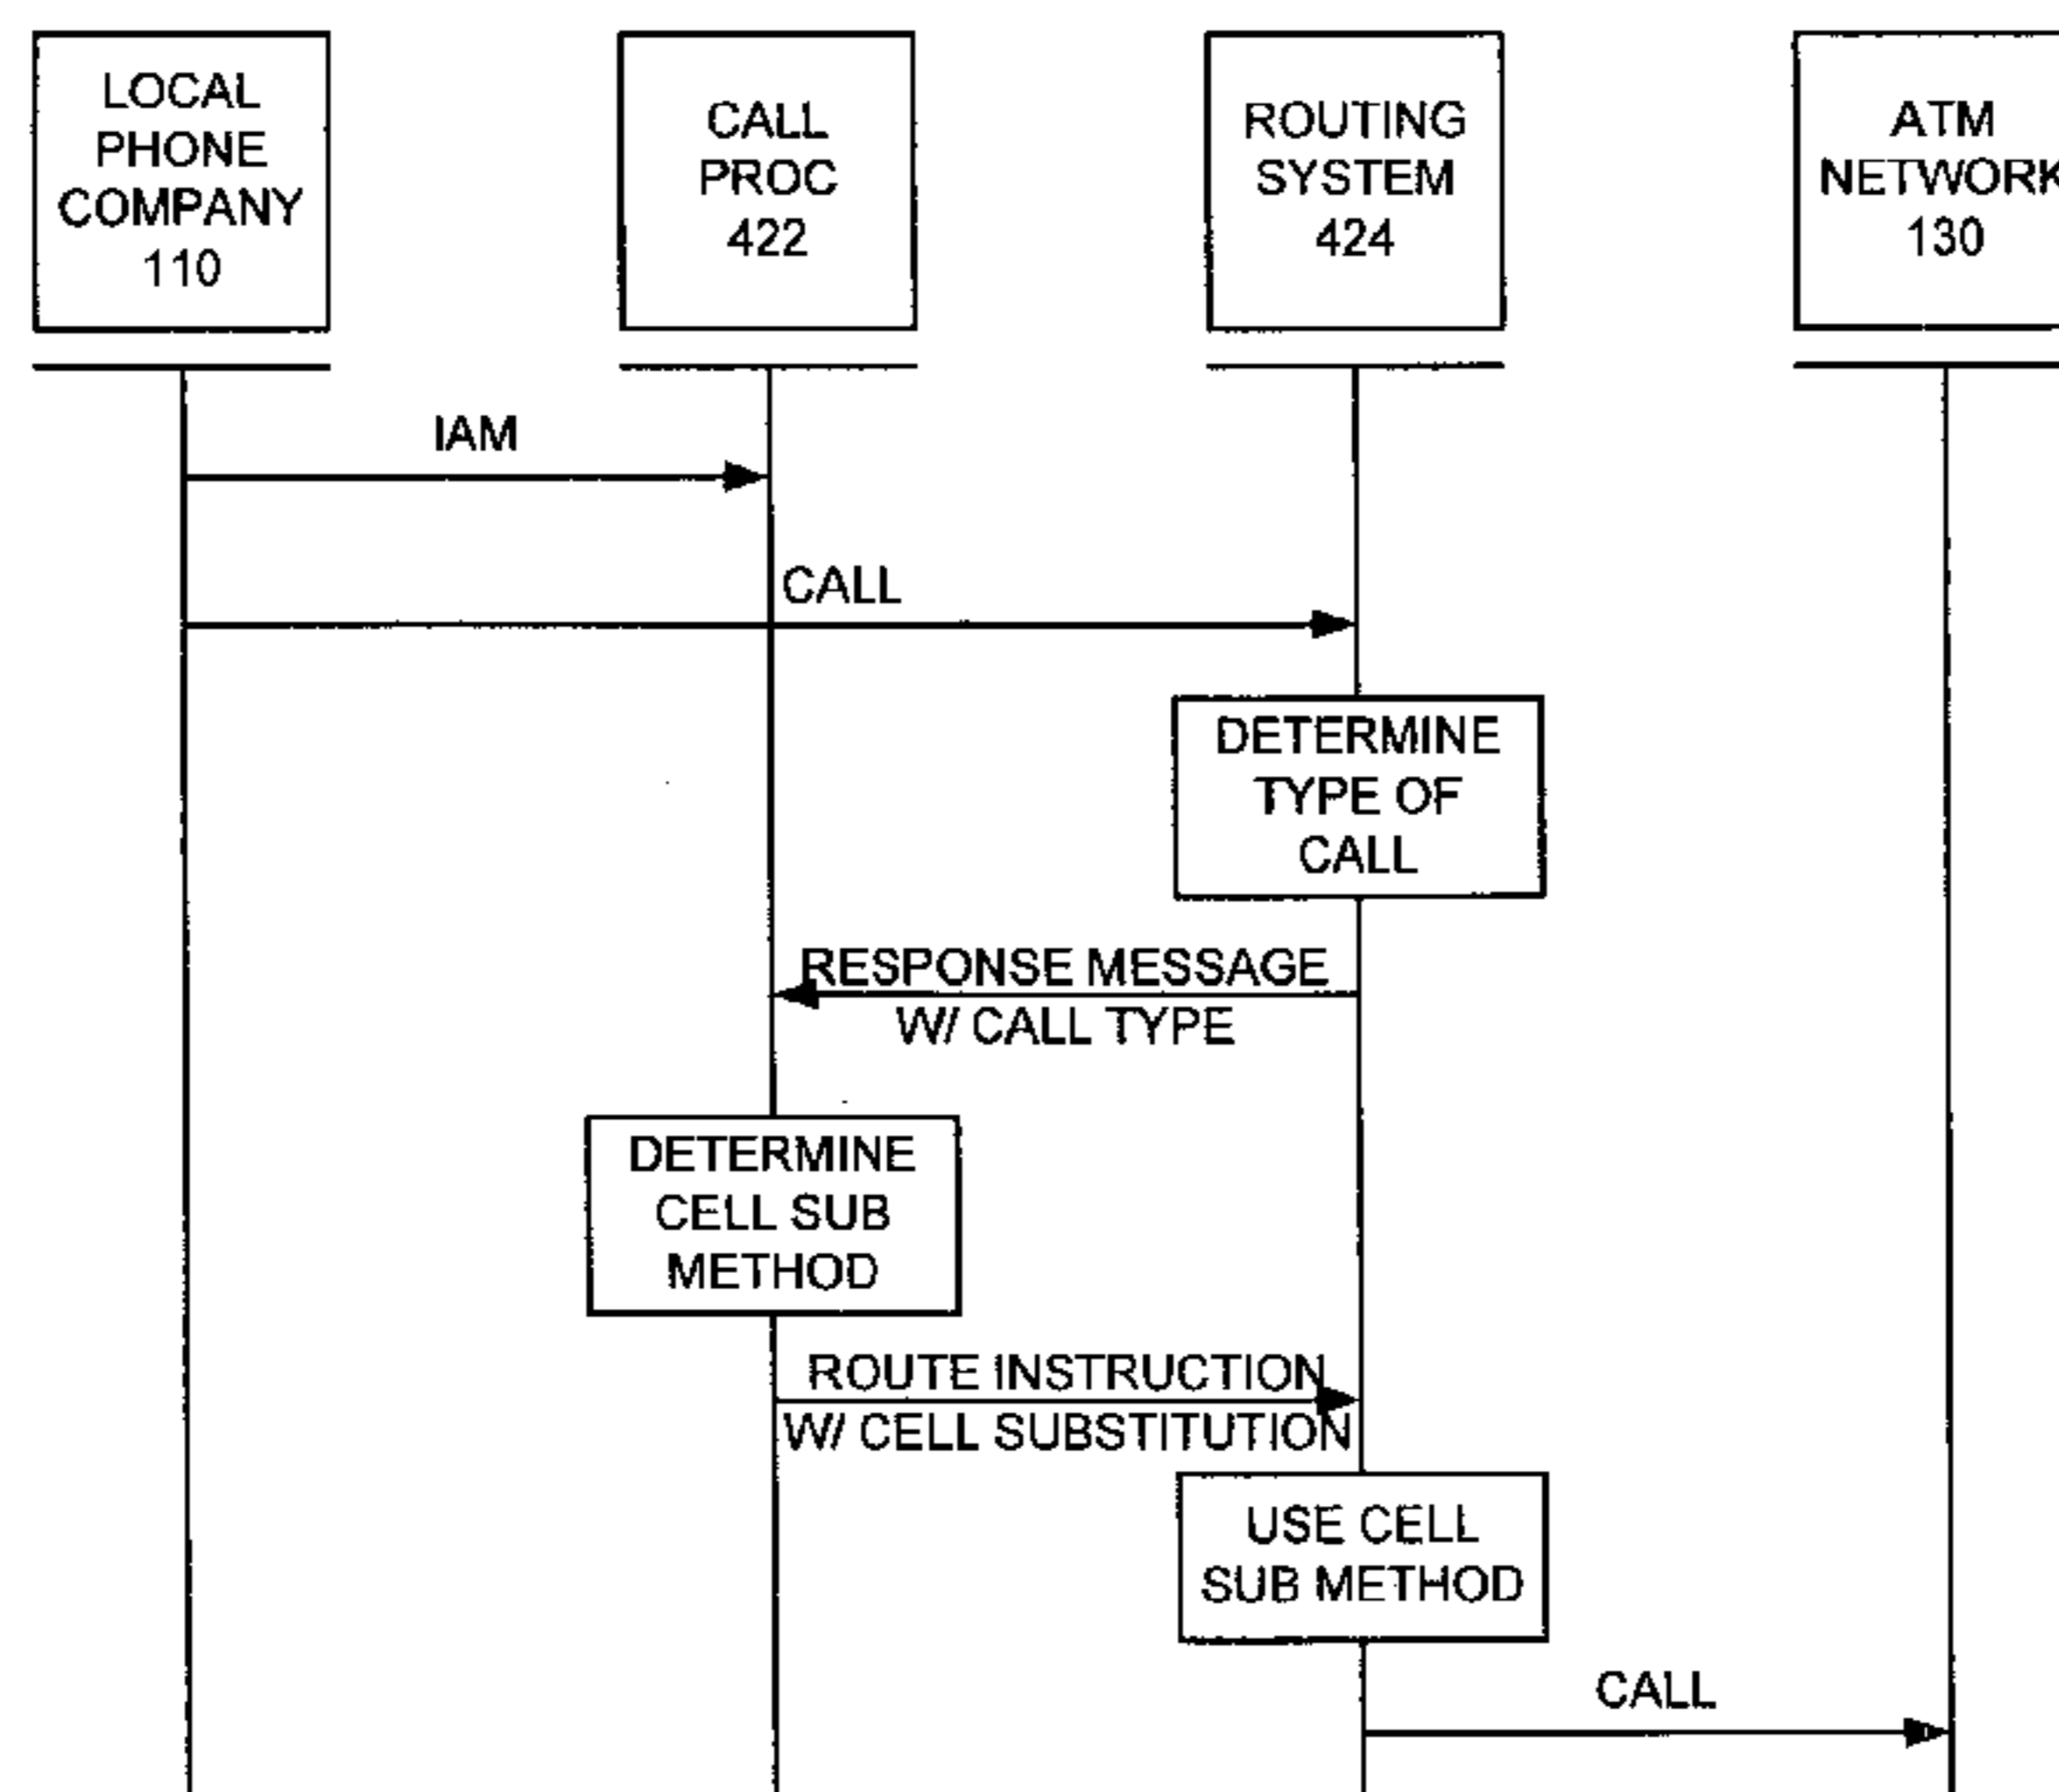 LOCAL
PHONE
COMPANY
110
CALL
PROC
422
ROUTING
SYSTEM
424
ATM
NETWORK
130
IAM
CALL
DETERMINE
TYPE OF
CALL
RESPONSE MESSAGE
W/ CALL TYPE
DETERMINE
CELL SUB
METHOD
ROUTE INSTRUCTION
W/ CELL SUBSTITUTION
USE CELL
SUB METHOD
CALL